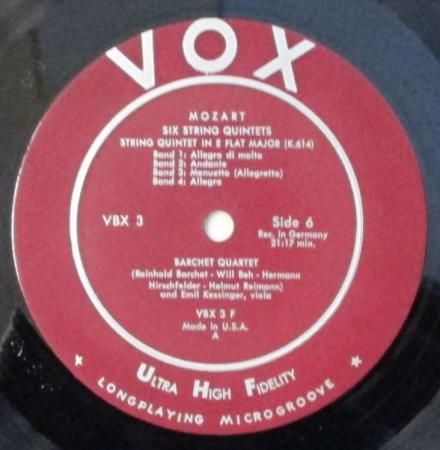 VOX
MOZART
SIX STRING QUINTETS
STRING QUINTET IN E FLAT MAJOR (K.614)
Band 1: Allegro di molto
Band 2: Andante
Band 3: Menuetto (Allegretto)
Band 4: Allegro
VBX 3
Side 6
Rec. in Germany
21:17 min.
BARCHET QUARTET
(Reinhold Barchet - Will Beh - Hermann
Hirschfelder - Helmut Reimann)
and Emil Kessinger, viola
VBX 3 F
Made in U.S.A.
A
ULTRA HIGH FIDELITY
* LONGPLAYING MICROGROOVE *